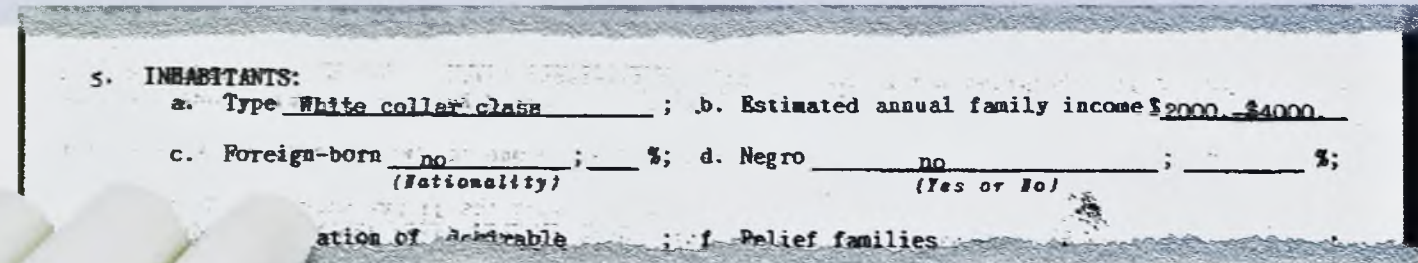 5. INHABITANTS:
a. Type White collar class ; b. Estimated annual family income $2000.-$4000.
c. Foreign-born no ; %; d. Negro no ; %;
(Nationality) (Yes or No)
ation of desirable ; f Relief families